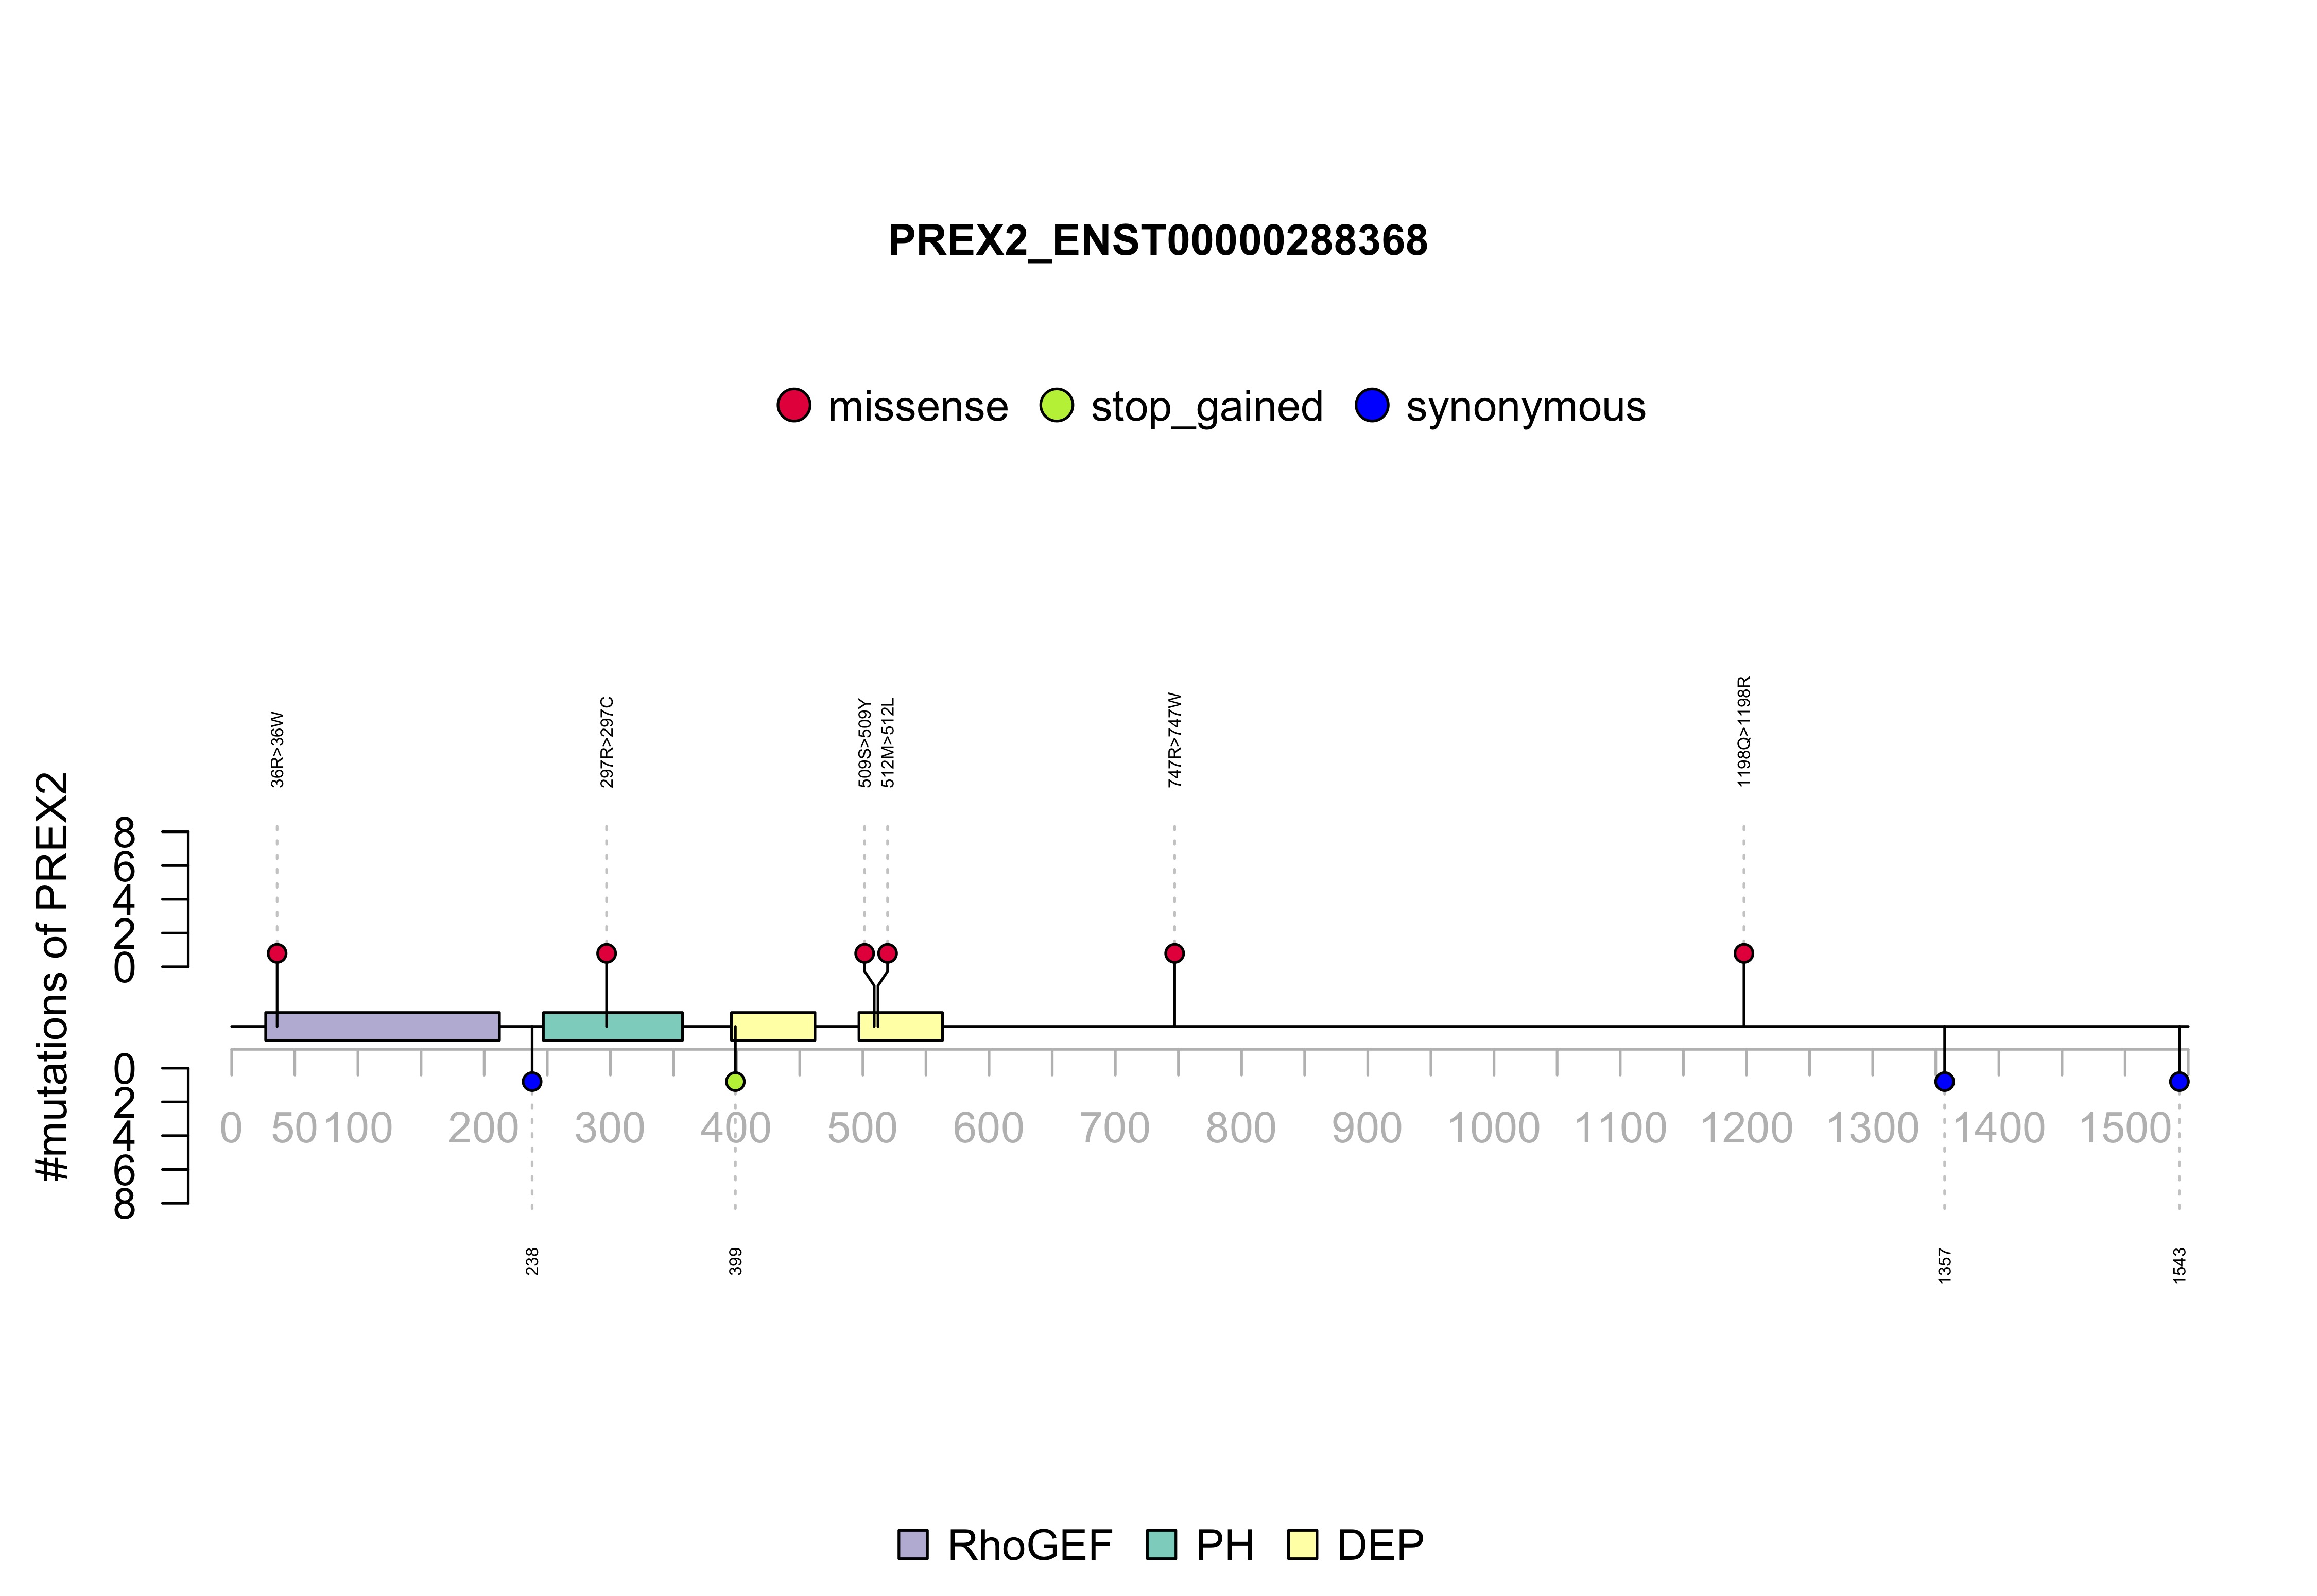 PREX2_ENST00000288368
missense stop_gained synonymous
36R>36W
297R>297C
509S>509Y
512M>512L
747R>747W
1198Q>1198R
#mutations of PREX2
8
6
4
2
0
0
2
4
6
8
0 50 100 200 300 400 500 600 700 800 900 1000 1100 1200 1300 1400 1500
238
399
1357
1543
RhoGEF PH DEP